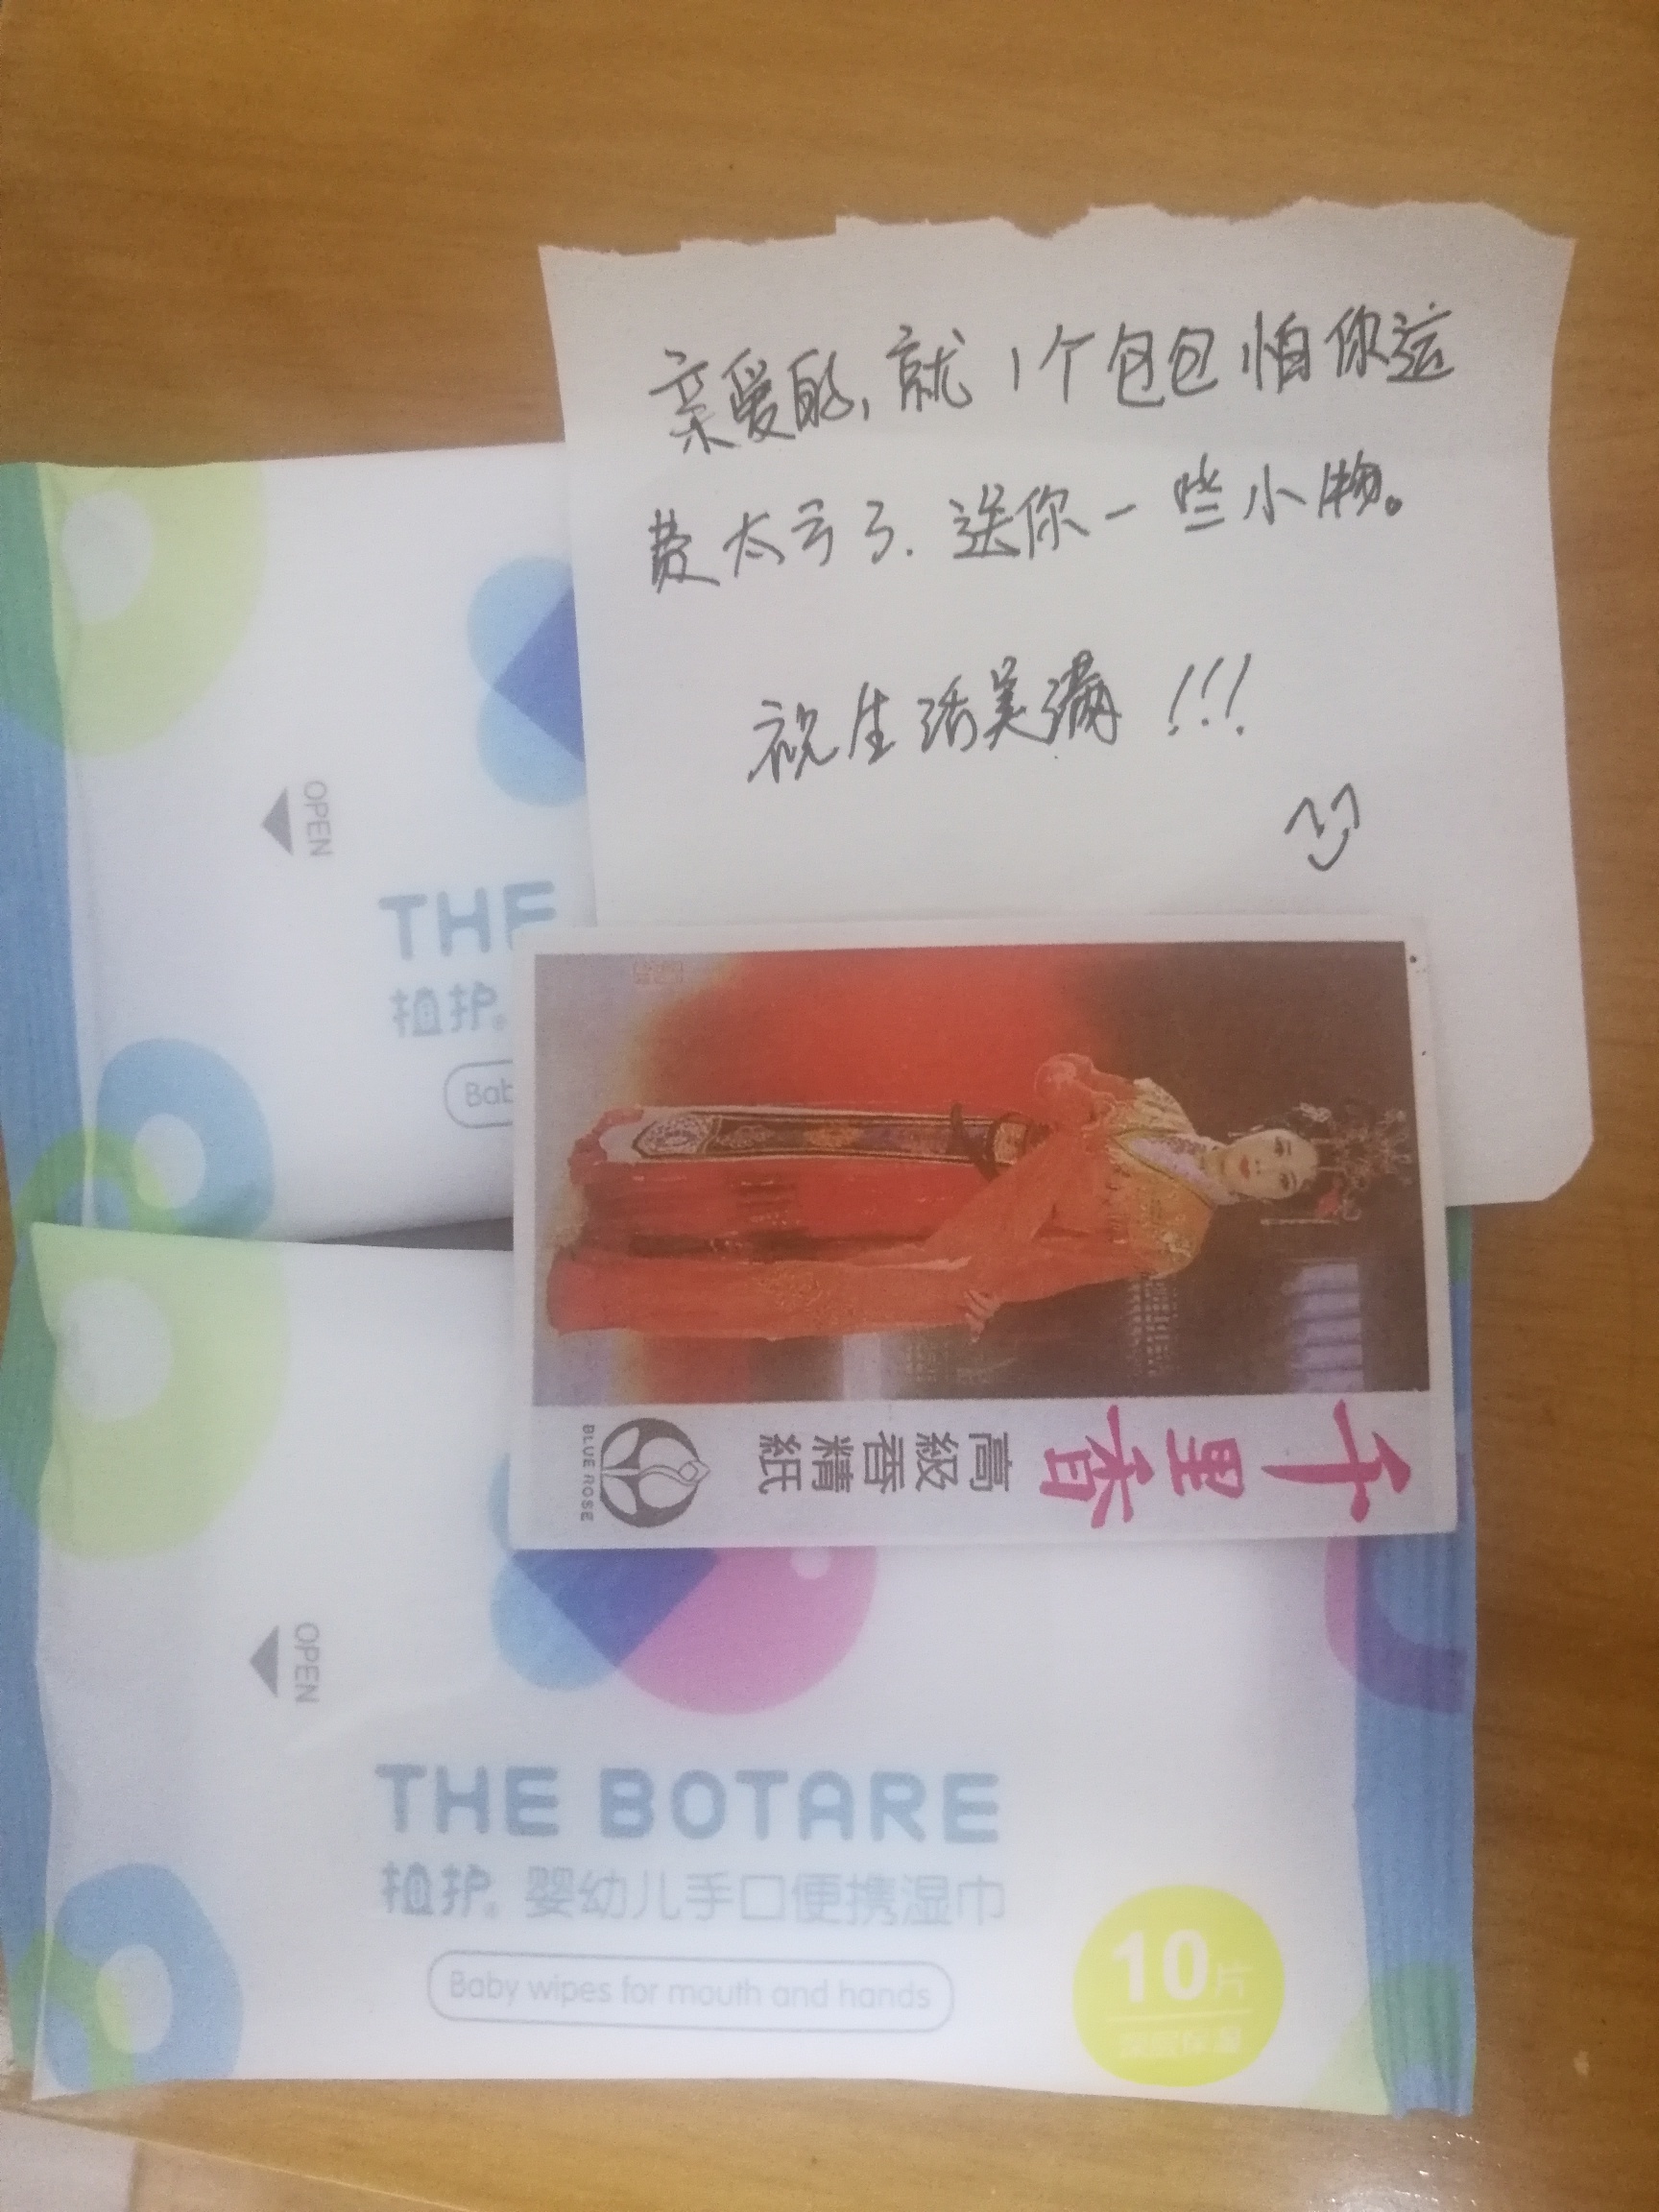 亲爱的,就1个包包怕你运
费太亏了.送你一些小物。
祝生活美满!!!
OPEN
THE
植护®
Bab
千里香
高級香精紙
BLUE ROSE
OPEN
THE BOTARE
植护® 婴幼儿手口便携湿巾
Baby wipes for mouth and hands
10片